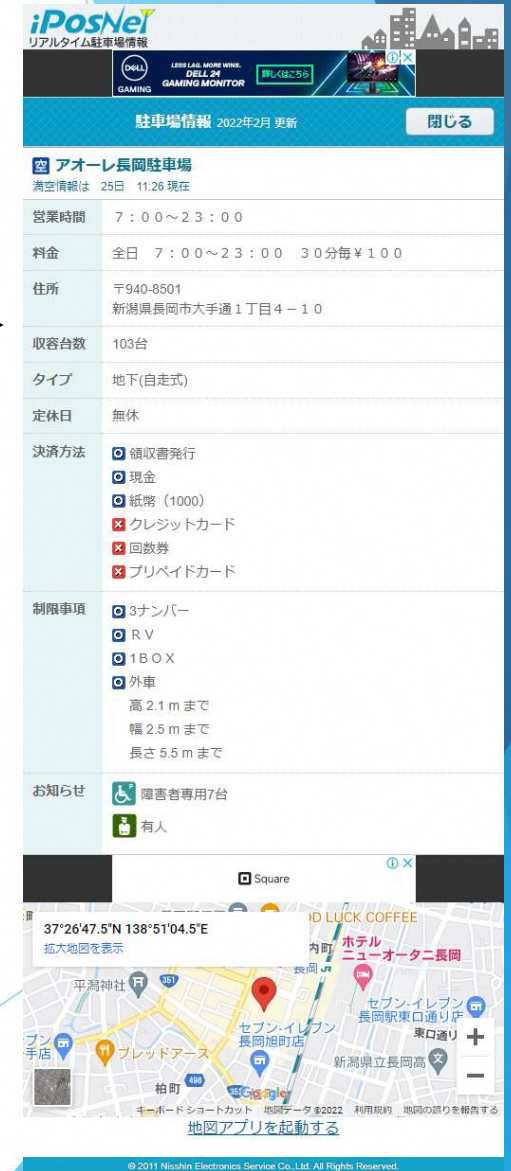 iPosNet
リアルタイム駐車場情報
DELL
GAMING
LESS LAG. MORE WINS.
DELL 24
GAMING MONITOR
詳しくはこちら
駐車場情報 2022年2月 更新
閉じる
空 アオーレ長岡駐車場
満空情報は 25日 11:26 現在
営業時間 7:00～23:00
料金 全日 7:00～23:00 30分毎¥100
住所 〒940-8501
新潟県長岡市大手通1丁目4－10
収容台数 103台
タイプ 地下(自走式)
定休日 無休
決済方法 領収書発行
現金
紙幣（1000）
クレジットカード
回数券
プリペイドカード
制限事項 3ナンバー
RV
1BOX
外車
高 2.1 m まで
幅 2.5 m まで
長さ 5.5 m まで
お知らせ 障害者専用7台
有人
Square
37°26'47.5"N 138°51'04.5"E
拡大地図を表示
D LUCK COFFEE
内町
ホテル
ニューオータニ長岡
長岡
平潟神社
351
セブン-イレブン
長岡駅東口通り店
東口通り
セブン-イレブン
長岡旭町店
ブン
手店
ブレッドアース
新潟県立長岡高
柏町
498
351
Google
キーボード ショートカット 地図データ ©2022 利用規約 地図の誤りを報告する
地図アプリを起動する
© 2011 Nisshin Electronics Service Co.,Ltd. All Rights Reserved.